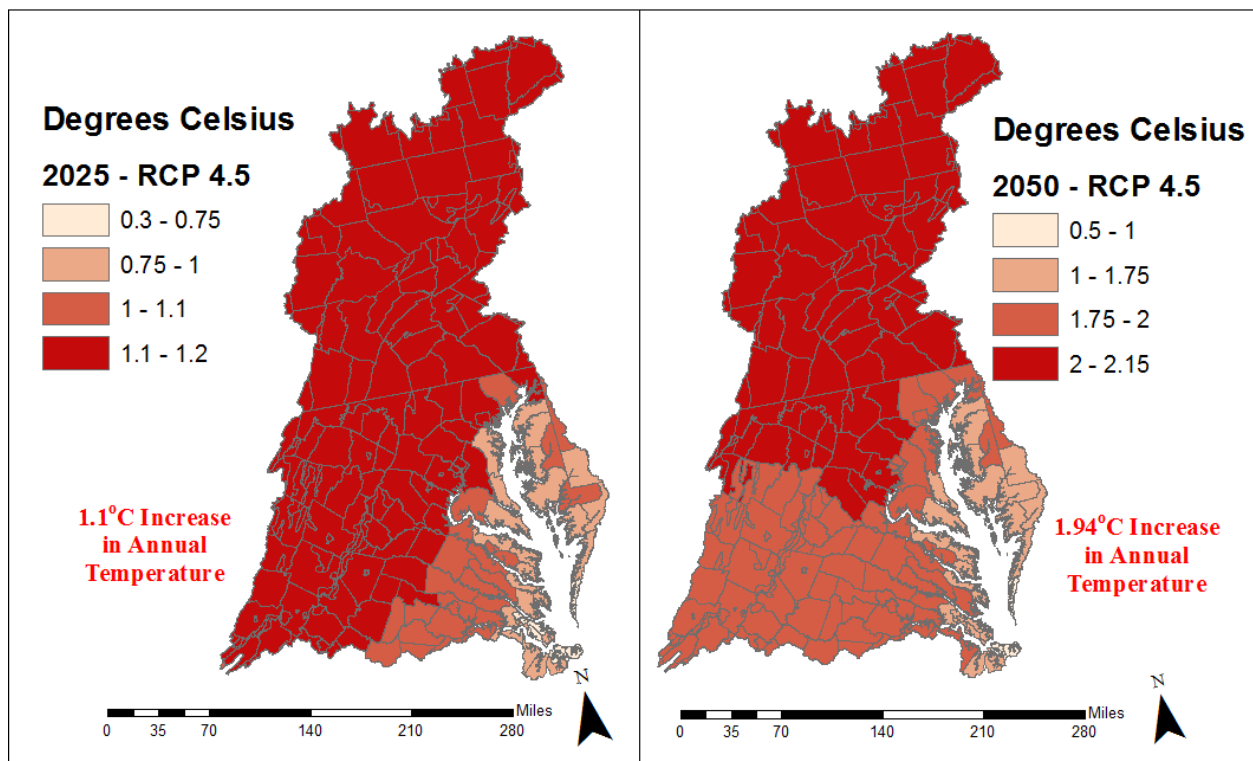 Degrees Celsius
2025 - RCP 4.5
0.3 - 0.75
0.75 - 1
1 - 1.1
1.1 - 1.2
1.1°C Increase
in Annual
Temperature
N
Miles
0 35 70 140 210 280
Degrees Celsius
2050 - RCP 4.5
0.5 - 1
1 - 1.75
1.75 - 2
2 - 2.15
1.94°C Increase
in Annual
Temperature
N
Miles
0 35 70 140 210 280